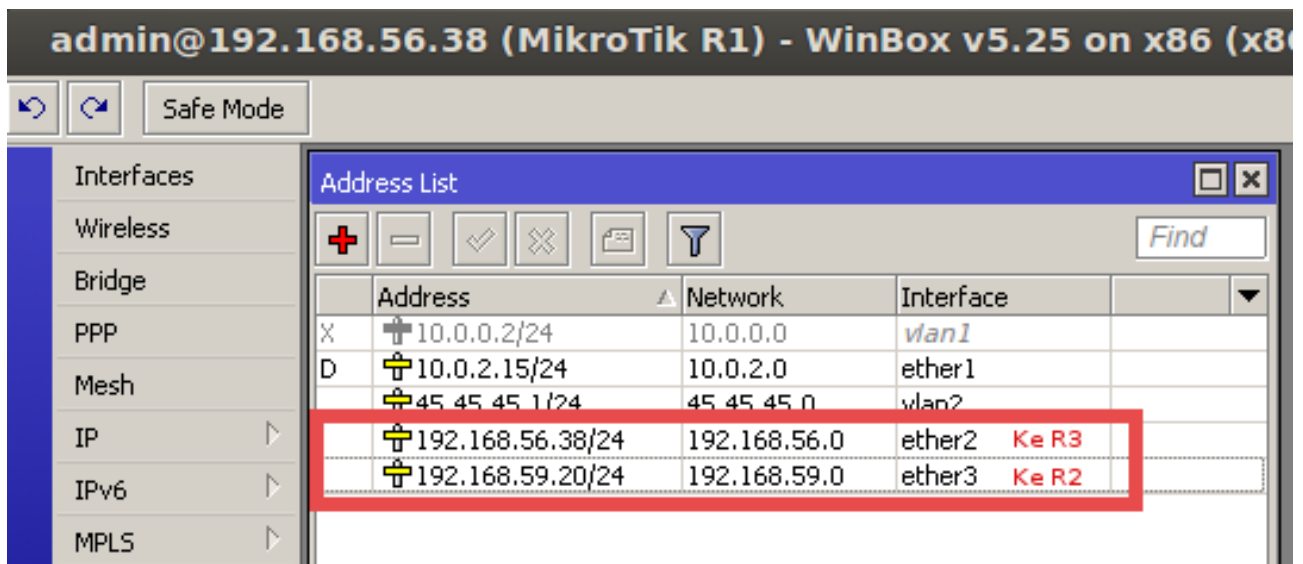 admin@192.168.56.38 (MikroTik R1) - WinBox v5.25 on x86 (x8
Safe Mode
Interfaces
Wireless
Bridge
PPP
Mesh
IP
IPv6
MPLS
Address List
Find
Address Network Interface
X 10.0.0.2/24 10.0.0.0 vlan1
D 10.0.2.15/24 10.0.2.0 ether1
45.45.45.1/24 45.45.45.0 vlan2
192.168.56.38/24 192.168.56.0 ether2 Ke R3
192.168.59.20/24 192.168.59.0 ether3 Ke R2